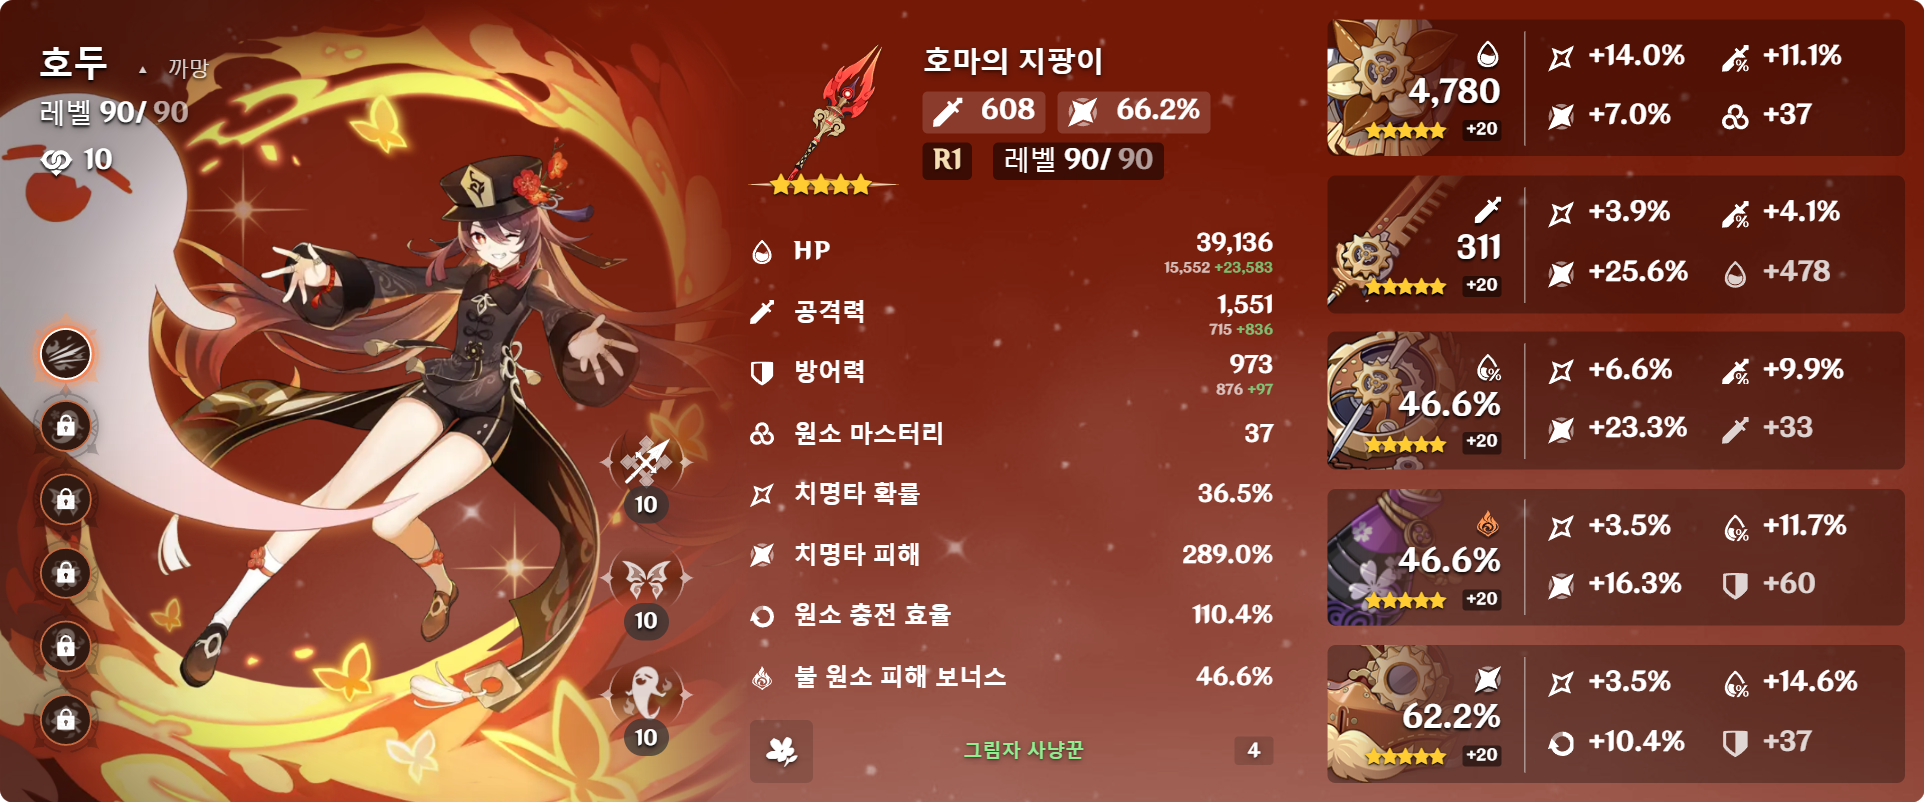 호두 ▲ 까망
레벨 90/ 90
10
10
10
10
호마의 지팡이
608 66.2%
R1 레벨 90/ 90
HP 39,136
15,552 +23,583
공격력 1,551
715 +836
방어력 973
876 +97
원소 마스터리 37
치명타 확률 36.5%
치명타 피해 289.0%
원소 충전 효율 110.4%
불 원소 피해 보너스 46.6%
그림자 사냥꾼 4
4,780
+20
+14.0% +11.1%
+7.0% +37
311
+20
+3.9% +4.1%
+25.6% +478
46.6%
+20
+6.6% +9.9%
+23.3% +33
46.6%
+20
+3.5% +11.7%
+16.3% +60
62.2%
+20
+3.5% +14.6%
+10.4% +37